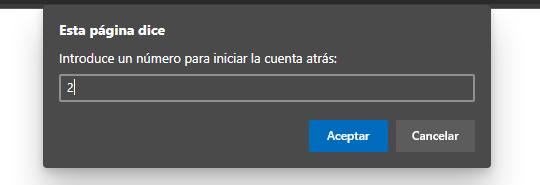 Esta página dice
Introduce un número para iniciar la cuenta atrás:
2
Aceptar Cancelar